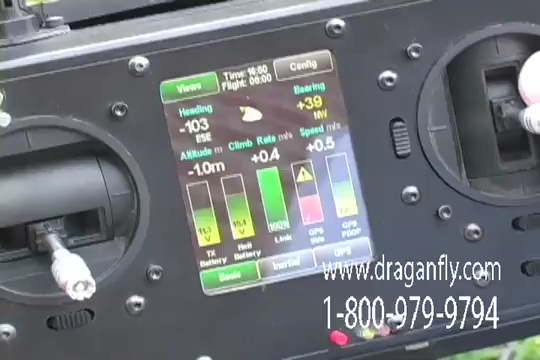 Views
Time: 16:00
Flight: 00:00
Config
Heading
-103
ESE
Bearing
+39
NW
Altitude m
-1.0m
Climb Rate m/s
+0.4
Speed m/s
+0.5
V
TX Battery
V
Heli Battery
100%
Link
GPS
GPS PDOP
Basic
Inertial
GPS
www.draganfly.com
1-800-979-9794